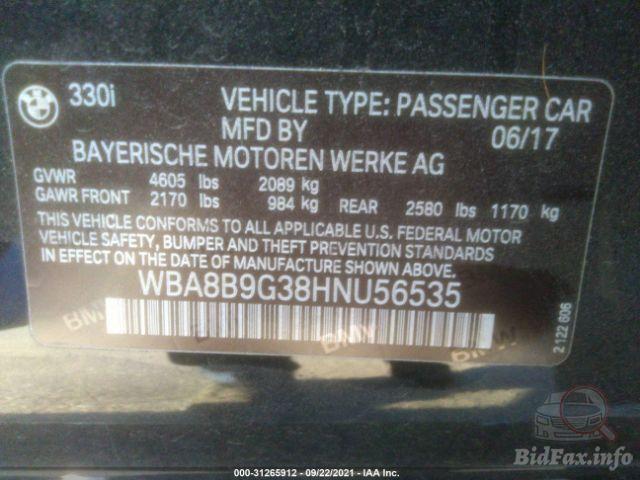 330i VEHICLE TYPE: PASSENGER CAR
MFD BY 06/17
BAYERISCHE MOTOREN WERKE AG
GVWR 4605 lbs 2089 kg
GAWR FRONT 2170 lbs 984 kg REAR 2580 lbs 1170 kg
THIS VEHICLE CONFORMS TO ALL APPLICABLE U.S. FEDERAL MOTOR
VEHICLE SAFETY, BUMPER AND THEFT PREVENTION STANDARDS
IN EFFECT ON THE DATE OF MANUFACTURE SHOWN ABOVE.
WBA8B9G38HNU56535
BMW BMW BMW
2 122 606
000-31265912 - 09/22/2021 - IAA Inc.
BidFax.info